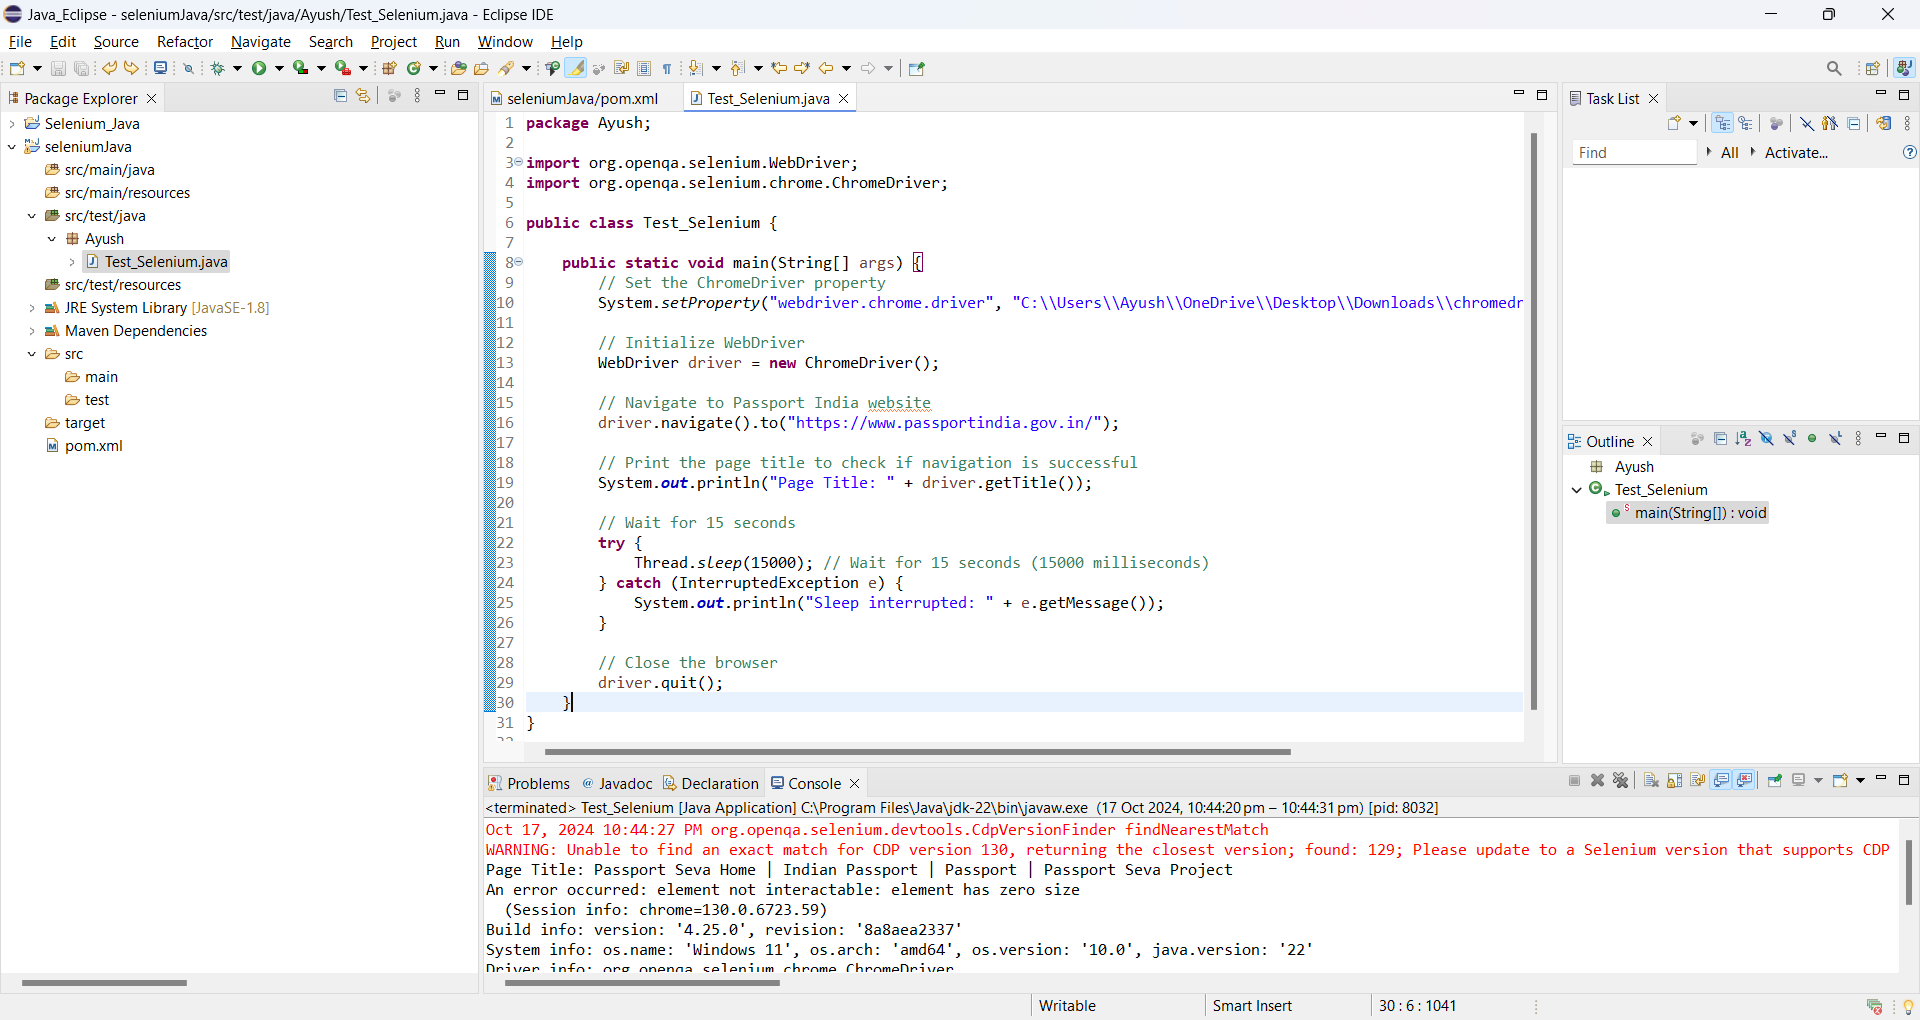 Java_Eclipse - seleniumJava/src/test/java/Ayush/Test_Selenium.java - Eclipse IDE
File Edit Source Refactor Navigate Search Project Run Window Help
Package Explorer
Selenium_Java
seleniumJava
src/main/java
src/main/resources
src/test/java
Ayush
Test_Selenium.java
src/test/resources
JRE System Library [JavaSE-1.8]
Maven Dependencies
src
main
test
target
pom.xml
seleniumJava/pom.xml Test_Selenium.java
1 package Ayush;
2
3 import org.openqa.selenium.WebDriver;
4 import org.openqa.selenium.chrome.ChromeDriver;
5
6 public class Test_Selenium {
7
8 public static void main(String[] args) {
9 // Set the ChromeDriver property
10 System.setProperty("webdriver.chrome.driver", "C:\\Users\\Ayush\\OneDrive\\Desktop\\Downloads\\chromedr
11
12 // Initialize WebDriver
13 WebDriver driver = new ChromeDriver();
14
15 // Navigate to Passport India website
16 driver.navigate().to("https://www.passportindia.gov.in/");
17
18 // Print the page title to check if navigation is successful
19 System.out.println("Page Title: " + driver.getTitle());
20
21 // Wait for 15 seconds
22 try {
23 Thread.sleep(15000); // Wait for 15 seconds (15000 milliseconds)
24 } catch (InterruptedException e) {
25 System.out.println("Sleep interrupted: " + e.getMessage());
26 }
27
28 // Close the browser
29 driver.quit();
30 }
31 }
32
Task List
Find All Activate...
Outline
Ayush
Test_Selenium
main(String[]) : void
Problems Javadoc Declaration Console
<terminated> Test_Selenium [Java Application] C:\Program Files\Java\jdk-22\bin\javaw.exe (17 Oct 2024, 10:44:20 pm – 10:44:31 pm) [pid: 8032]
Oct 17, 2024 10:44:27 PM org.openqa.selenium.devtools.CdpVersionFinder findNearestMatch
WARNING: Unable to find an exact match for CDP version 130, returning the closest version; found: 129; Please update to a Selenium version that supports CDP
Page Title: Passport Seva Home | Indian Passport | Passport | Passport Seva Project
An error occurred: element not interactable: element has zero size
(Session info: chrome=130.0.6723.59)
Build info: version: '4.25.0', revision: '8a8aea2337'
System info: os.name: 'Windows 11', os.arch: 'amd64', os.version: '10.0', java.version: '22'
Driver info: org.openqa.selenium.chrome.ChromeDriver
Writable Smart Insert 30 : 6 : 1041